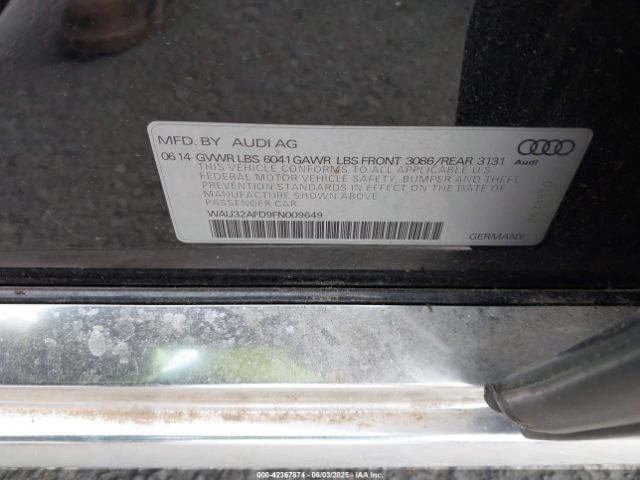 MFD. BY AUDI AG
0614 GVWR LBS 6041 GAWR LBS FRONT 3086/REAR 3131
THIS VEHICLE CONFORMS TO ALL APPLICABLE U.S.
FEDERAL MOTOR VEHICLE SAFETY, BUMPER AND THEFT
PREVENTION STANDARDS IN EFFECT ON THE DATE OF
MANUFACTURE SHOWN ABOVE.
PASSENGER CAR
WAU32AFD9FN009649
Audi
GERMANY
000-42367874 | 06/03/2025 | IAA Inc.